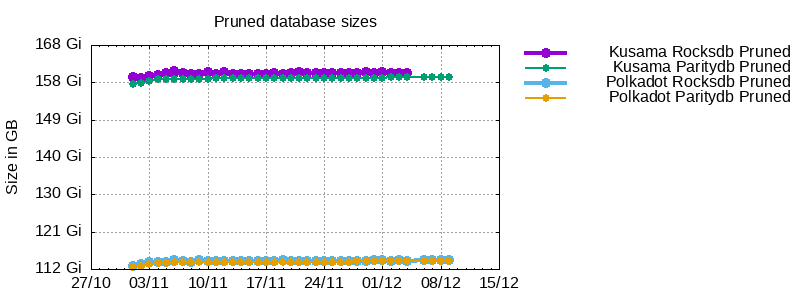 Pruned database sizes
Size in GB
168 Gi
158 Gi
149 Gi
140 Gi
130 Gi
121 Gi
112 Gi
27/10 03/11 10/11 17/11 24/11 01/12 08/12 15/12
Kusama Rocksdb Pruned
Kusama Paritydb Pruned
Polkadot Rocksdb Pruned
Polkadot Paritydb Pruned